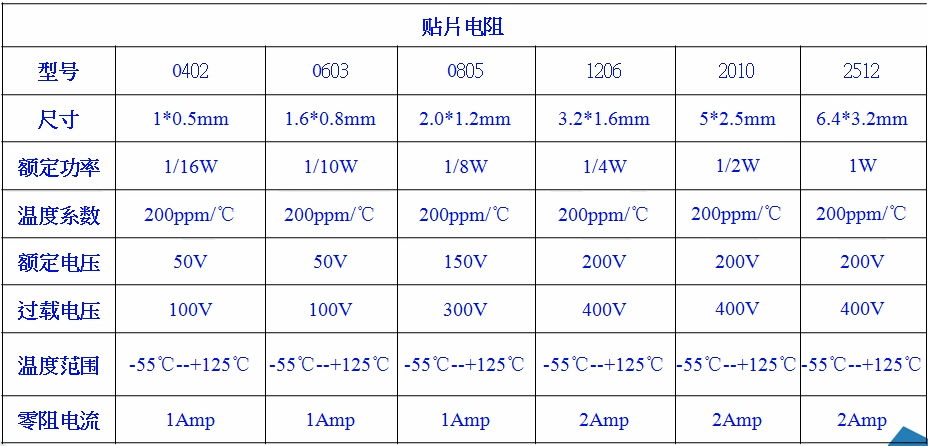 贴片电阻
型号 0402 0603 0805 1206 2010 2512
尺寸 1*0.5mm 1.6*0.8mm 2.0*1.2mm 3.2*1.6mm 5*2.5mm 6.4*3.2mm
额定功率 1/16W 1/10W 1/8W 1/4W 1/2W 1W
温度系数 200ppm/℃ 200ppm/℃ 200ppm/℃ 200ppm/℃ 200ppm/℃ 200ppm/℃
额定电压 50V 50V 150V 200V 200V 200V
过载电压 100V 100V 300V 400V 400V 400V
温度范围 -55℃--+125℃ -55℃--+125℃ -55℃--+125℃ -55℃--+125℃ -55℃--+125℃ -55℃--+125℃
零阻电流 1Amp 1Amp 1Amp 2Amp 2Amp 2Amp